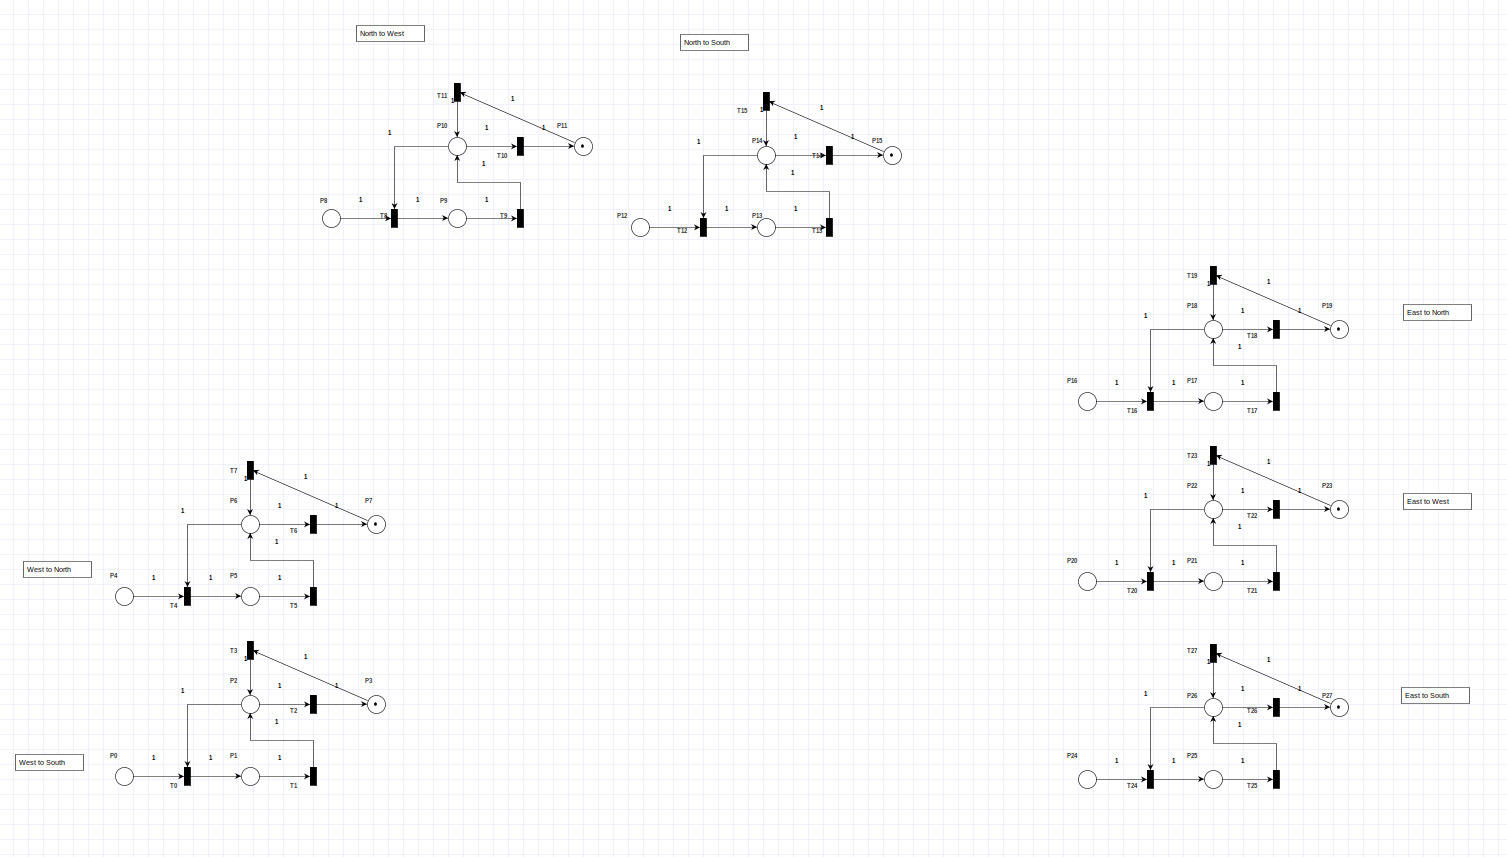 North to West
North to South
T11
1
1
P10
1
1
P11
1
T10
1
P8
1
T8
1
P9
1
T9
T15
1
1
P14
1
1
P15
1
T14
1
P12
1
T12
1
P13
1
T13
T19
1
1
P18
1
1
P19
East to North
1
T18
1
P16
1
T16
1
P17
1
T17
T23
1
1
P22
1
1
P23
East to West
1
T22
1
P20
1
T20
1
P21
1
T21
T7
1
1
P6
1
1
P7
1
T6
1
West to North
P4
1
T4
1
P5
1
T5
T3
1
1
P2
1
1
P3
1
T2
1
West to South
P0
1
T0
1
P1
1
T1
T27
1
1
P26
1
1
P27
East to South
1
T26
1
P24
1
T24
1
P25
1
T25